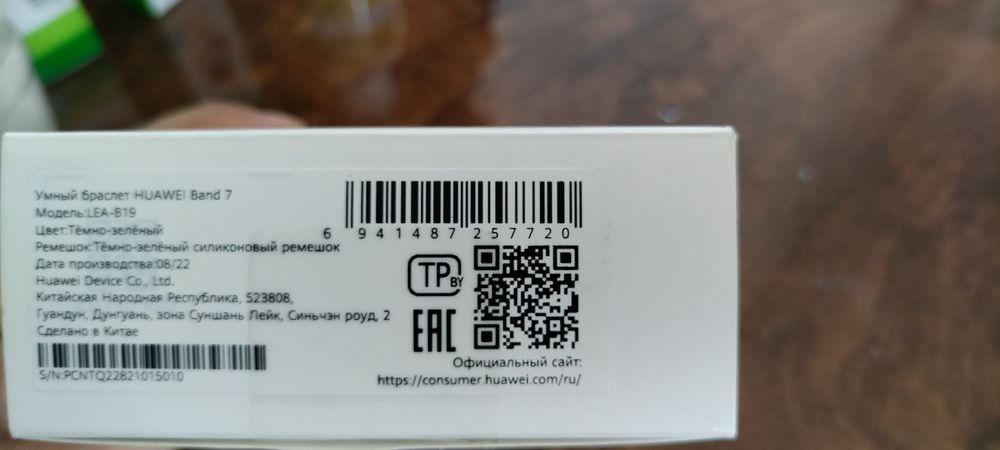 Умный браслет HUAWEI Band 7
Модель:LEA-B19
Цвет:Тёмно-зелёный
Ремешок:Тёмно-зелёный силиконовый ремешок
Дата производства:08/22
Huawei Device Co., Ltd.
Китайская Народная Республика, 523808,
Гуандун, Дунгуань, зона Суншань Лейк, Синьчэн роуд, 2
Сделано в Китае
S/N:PCNTQ22821015010
6 941487 257720
TP BY
EAC
Официальный сайт:
https://consumer.huawei.com/ru/